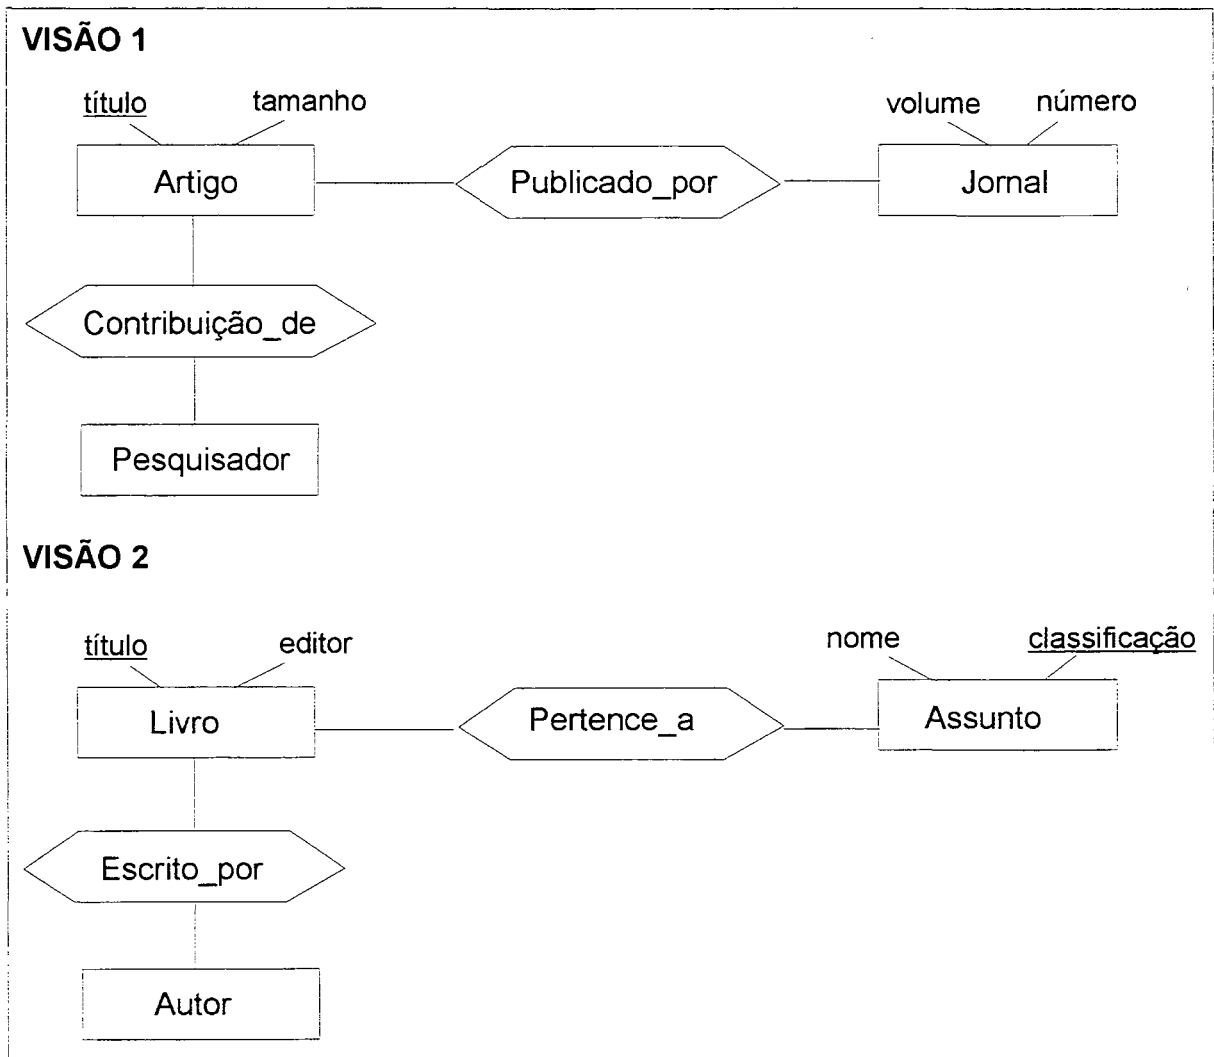 VISÃO 1
título tamanho volume número
Artigo Publicado_por Jornal
Contribuição_de
Pesquisador
VISÃO 2
título editor nome classificação
Livro Pertence_a Assunto
Escrito_por
Autor